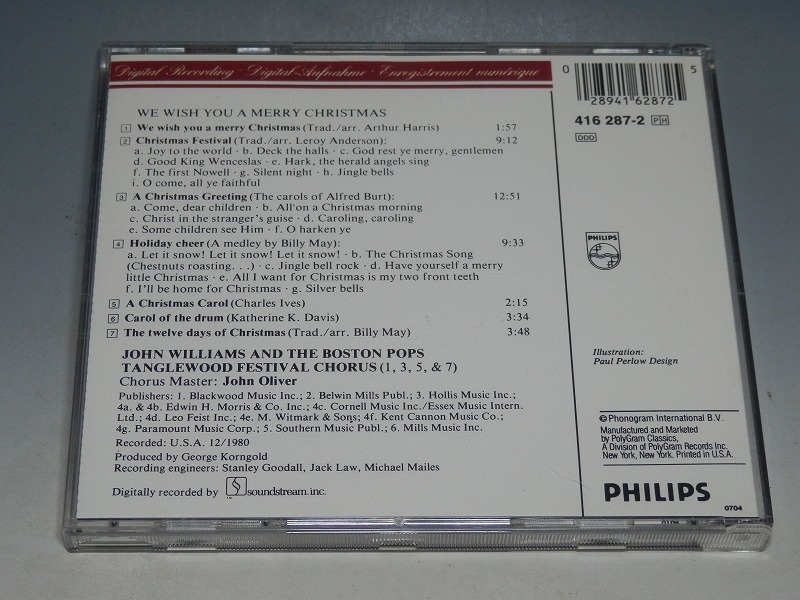 Digital Recording · Digital-Aufnahme · Enregistrement numérique
WE WISH YOU A MERRY CHRISTMAS
1 We wish you a merry Christmas (Trad./arr. Arthur Harris) 1:57
2 Christmas Festival (Trad./arr. Leroy Anderson): 9:12
a. Joy to the world · b. Deck the halls · c. God rest ye merry, gentlemen
d. Good King Wenceslas · e. Hark, the herald angels sing
f. The first Nowell · g. Silent night · h. Jingle bells
i. O come, all ye faithful
3 A Christmas Greeting (The carols of Alfred Burt): 12:51
a. Come, dear children · b. All'on a Christmas morning
c. Christ in the stranger's guise · d. Caroling, caroling
e. Some children see Him · f. O harken ye
4 Holiday cheer (A medley by Billy May): 9:33
a. Let it snow! Let it snow! Let it snow! · b. The Christmas Song
(Chestnuts roasting. . .) · c. Jingle bell rock · d. Have yourself a merry
little Christmas · e. All I want for Christmas is my two front teeth
f. I'll be home for Christmas · g. Silver bells
5 A Christmas Carol (Charles Ives) 2:15
6 Carol of the drum (Katherine K. Davis) 3:34
7 The twelve days of Christmas (Trad./arr. Billy May) 3:48
JOHN WILLIAMS AND THE BOSTON POPS
TANGLEWOOD FESTIVAL CHORUS (1, 3, 5, & 7)
Chorus Master: John Oliver
Publishers: 1. Blackwood Music Inc.; 2. Belwin Mills Publ.; 3. Hollis Music Inc.;
4a. & 4b. Edwin H. Morris & Co. Inc.; 4c. Cornell Music Inc./Essex Music Intern.
Ltd.; 4d. Leo Feist Inc.; 4e. M. Witmark & Sons; 4f. Kent Cannon Music Co.;
4g. Paramount Music Corp.; 5. Southern Music Publ.; 6. Mills Music Inc.
Recorded: U.S.A. 12/1980
Produced by George Korngold
Recording engineers: Stanley Goodall, Jack Law, Michael Mailes
Digitally recorded by soundstream, inc.
0 28941 62872 5
416 287-2 PH
DDD
PHILIPS
Illustration:
Paul Perlow Design
℗ Phonogram International B.V.
Manufactured and Marketed
by PolyGram Classics,
A Division of PolyGram Records Inc.
New York, New York. Printed in U.S.A.
PHILIPS
0704